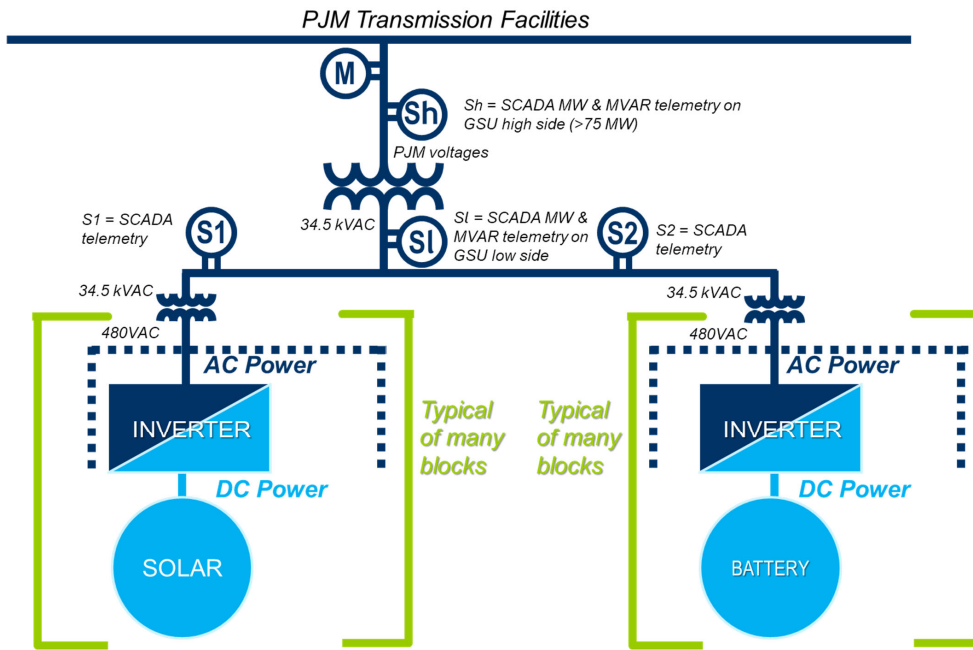 PJM Transmission Facilities
M
Sh
Sh = SCADA MW & MVAR telemetry on
GSU high side (>75 MW)
PJM voltages
34.5 kVAC
Sl
Sl = SCADA MW &
MVAR telemetry on
GSU low side
S1 = SCADA
telemetry
S1
S2
S2 = SCADA
telemetry
34.5 kVAC
480VAC
AC Power
INVERTER
DC Power
SOLAR
Typical
of many
blocks
Typical
of many
blocks
34.5 kVAC
480VAC
AC Power
INVERTER
DC Power
BATTERY